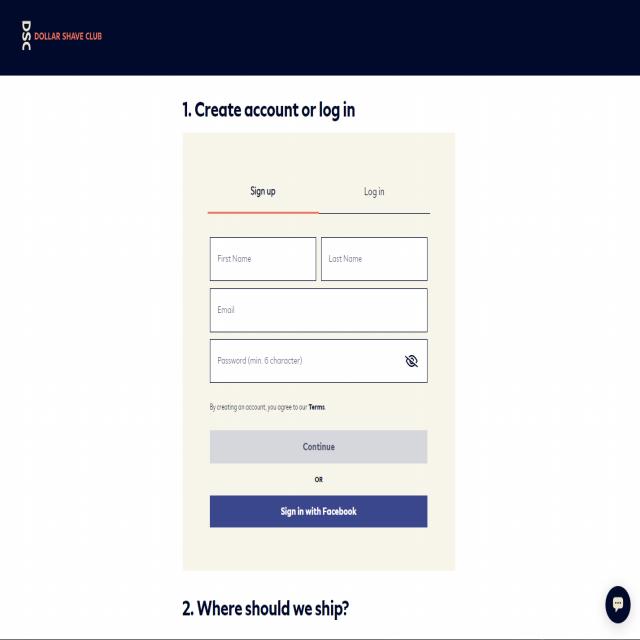 DSC
DOLLAR SHAVE CLUB
1. Create account or log in
Sign up
Log in
First Name
Last Name
Email
Password (min. 6 character)
By creating an account, you agree to our Terms.
Continue
OR
Sign in with Facebook
2. Where should we ship?